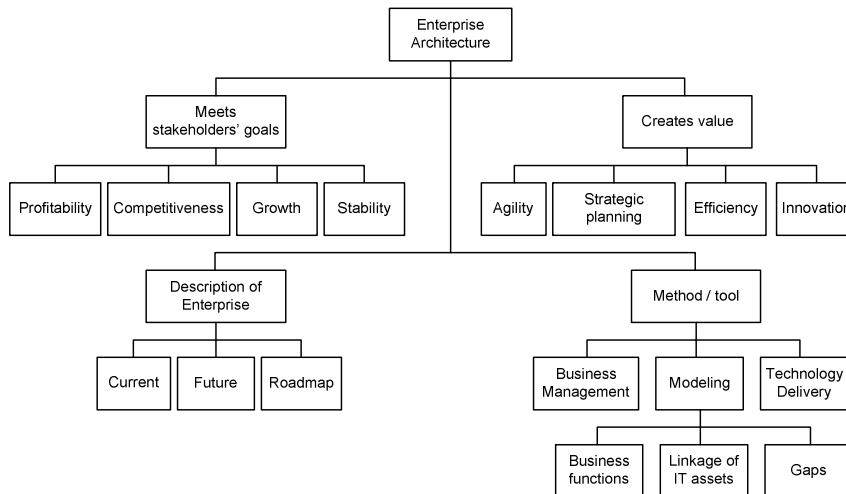 Enterprise
Architecture
Meets
stakeholders' goals
Creates value
Profitability
Competitiveness
Growth
Stability
Agility
Strategic
planning
Efficiency
Innovation
Description of
Enterprise
Method / tool
Current
Future
Roadmap
Business
Management
Modeling
Technology
Delivery
Business
functions
Linkage of
IT assets
Gaps